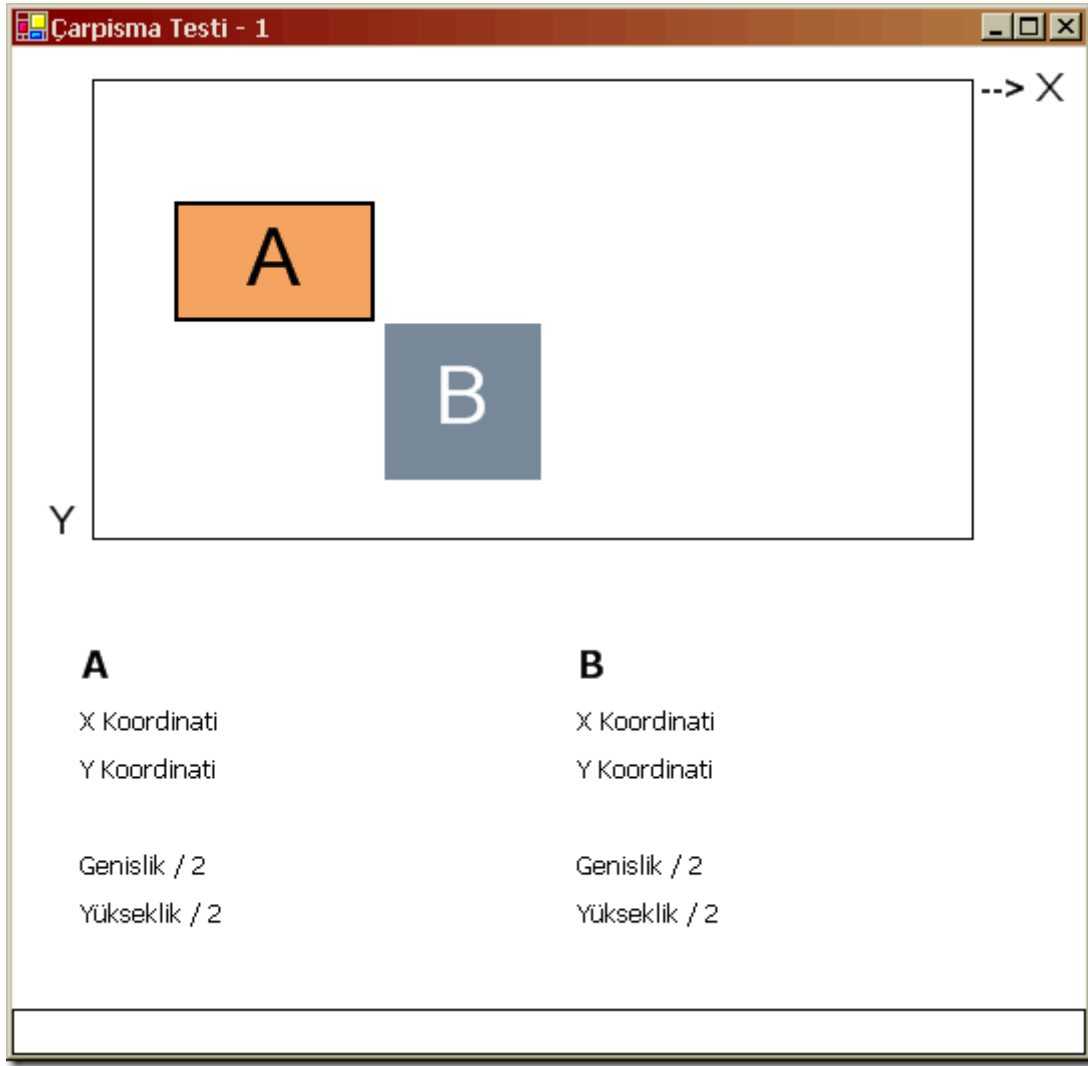 Çarpisma Testi - 1
--> X
A
B
Y
A
B
X Koordinati
X Koordinati
Y Koordinati
Y Koordinati
Genislik / 2
Genislik / 2
Yükseklik / 2
Yükseklik / 2